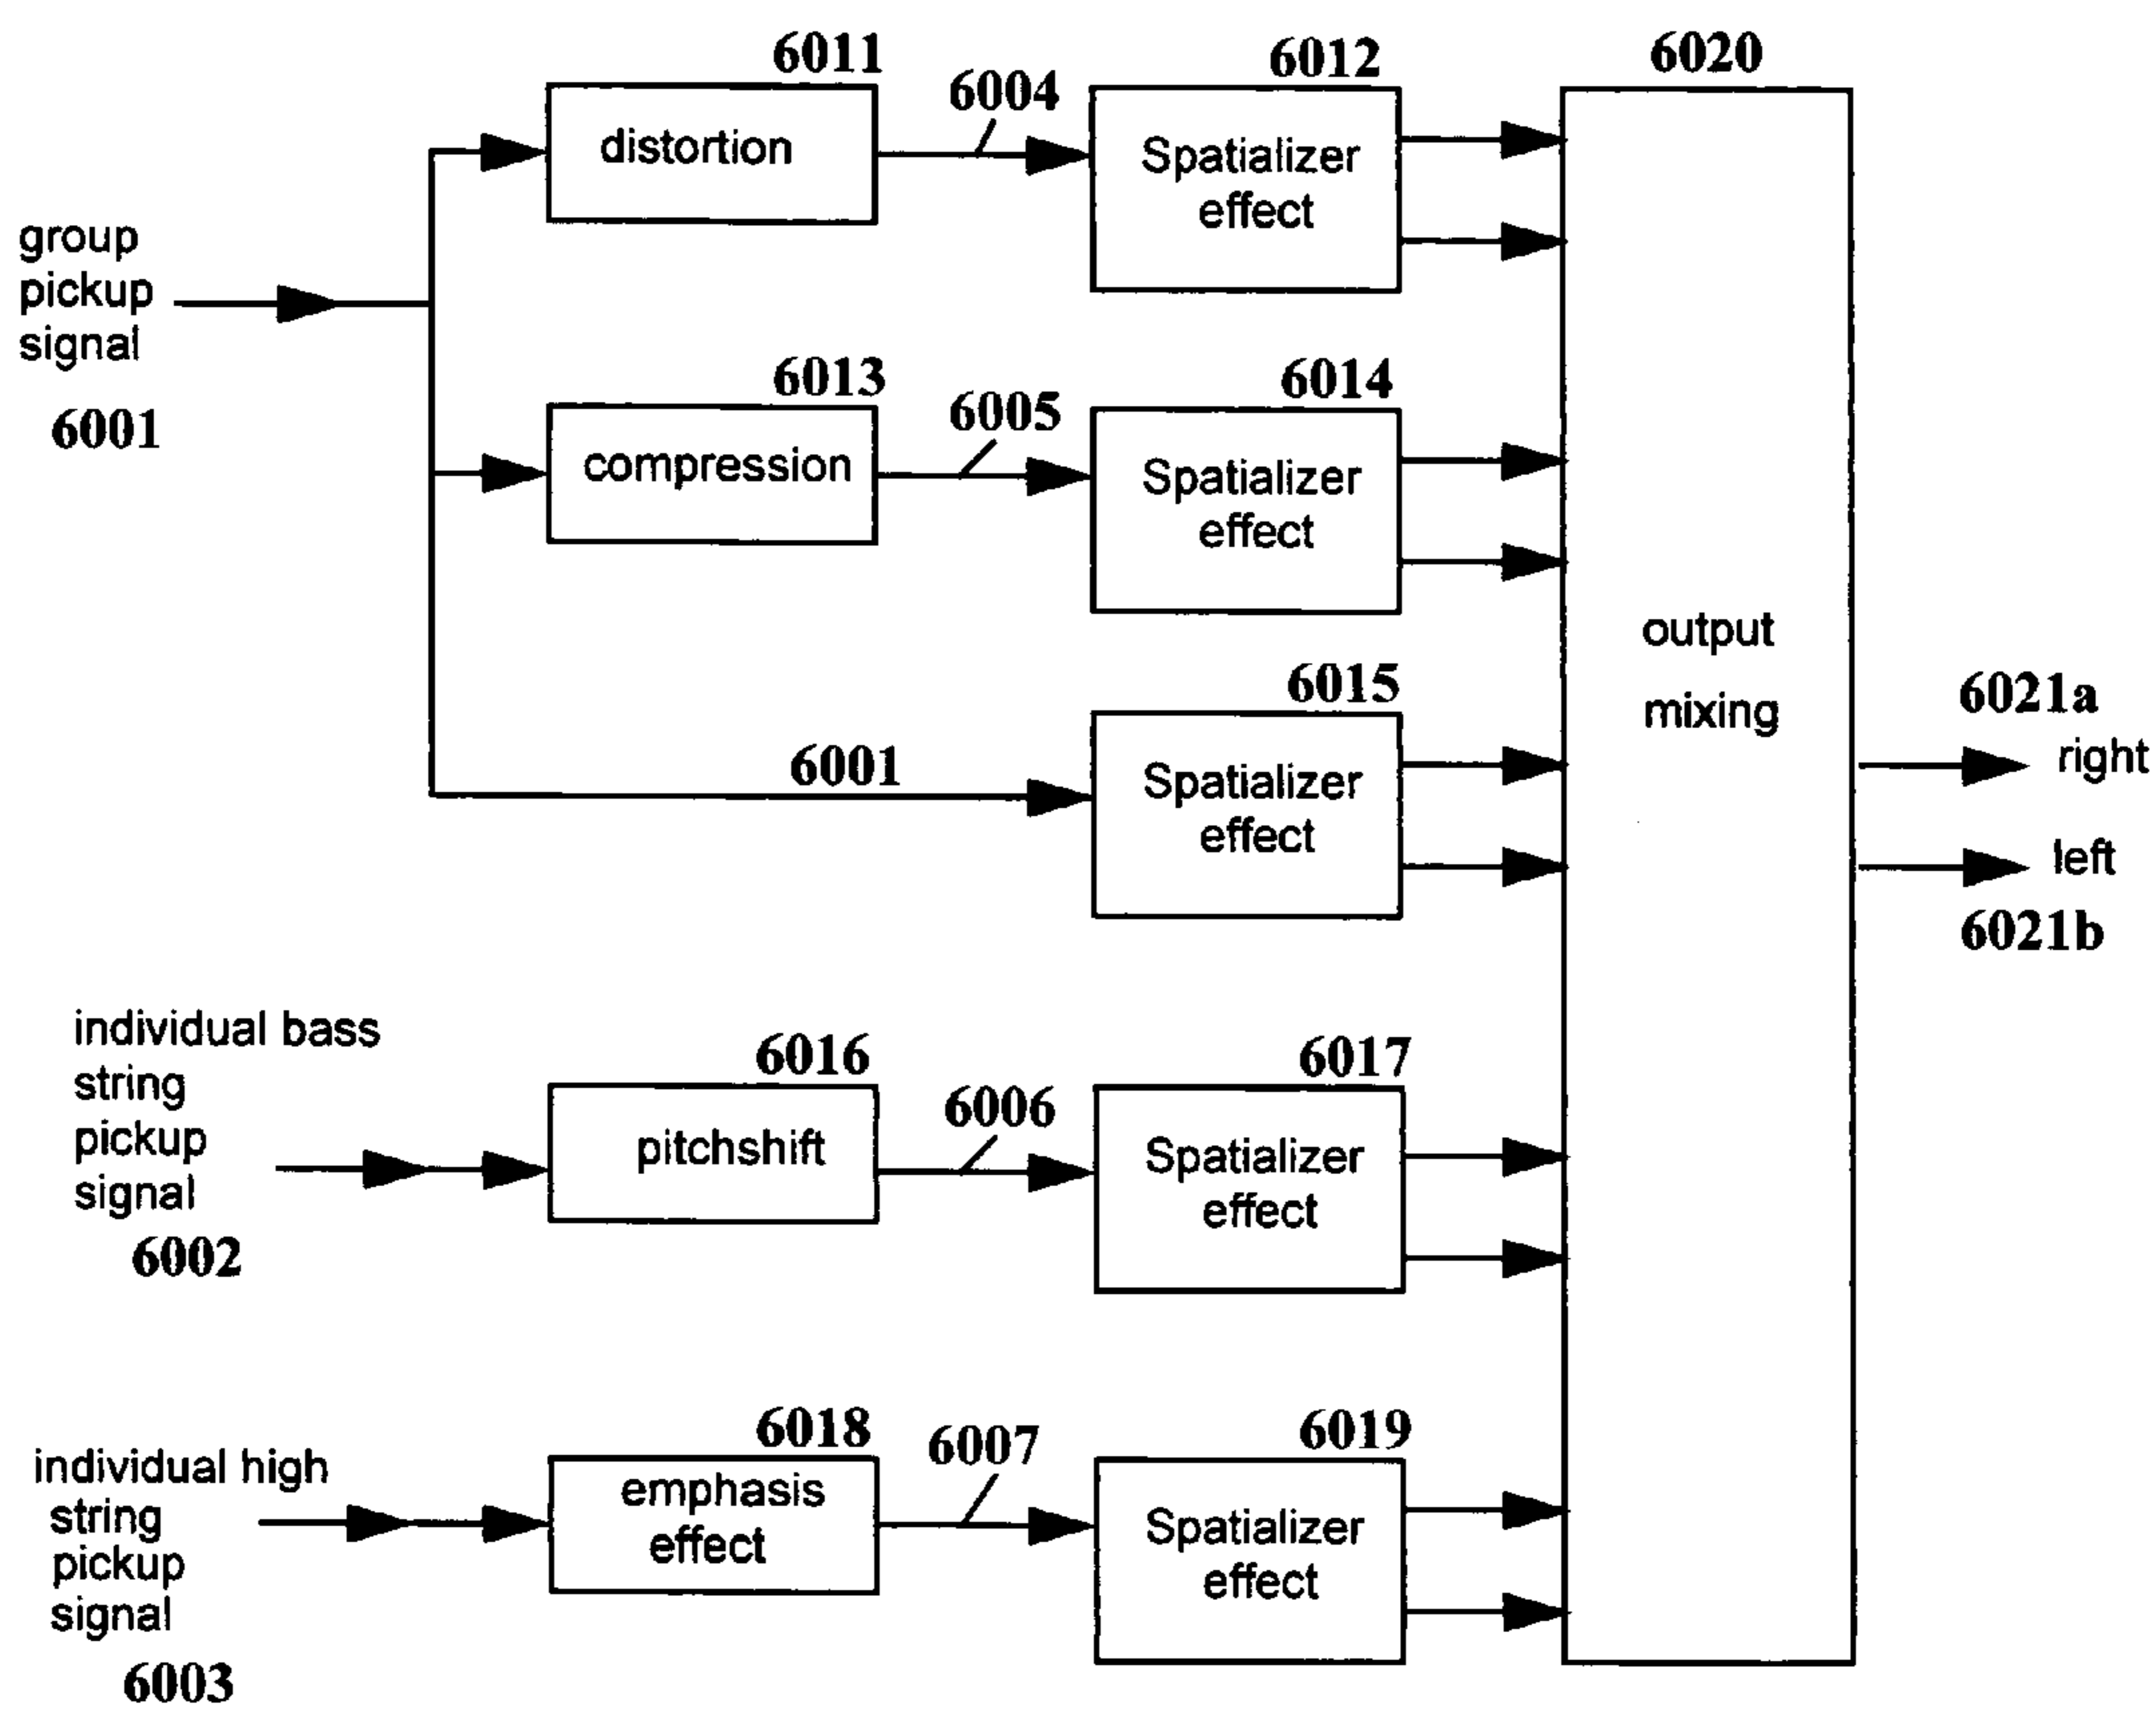 6011
6004
6012
6020
distortion
Spatializer
effect
group
pickup
signal
6001
6013
6005
6014
compression
Spatializer
effect
output
mixing
6015
6001
Spatializer
effect
6021a
right
left
6021b
individual bass
string
pickup
signal
6002
6016
6006
6017
pitchshift
Spatializer
effect
individual high
string
pickup
signal
6003
6018
6007
6019
emphasis
effect
Spatializer
effect